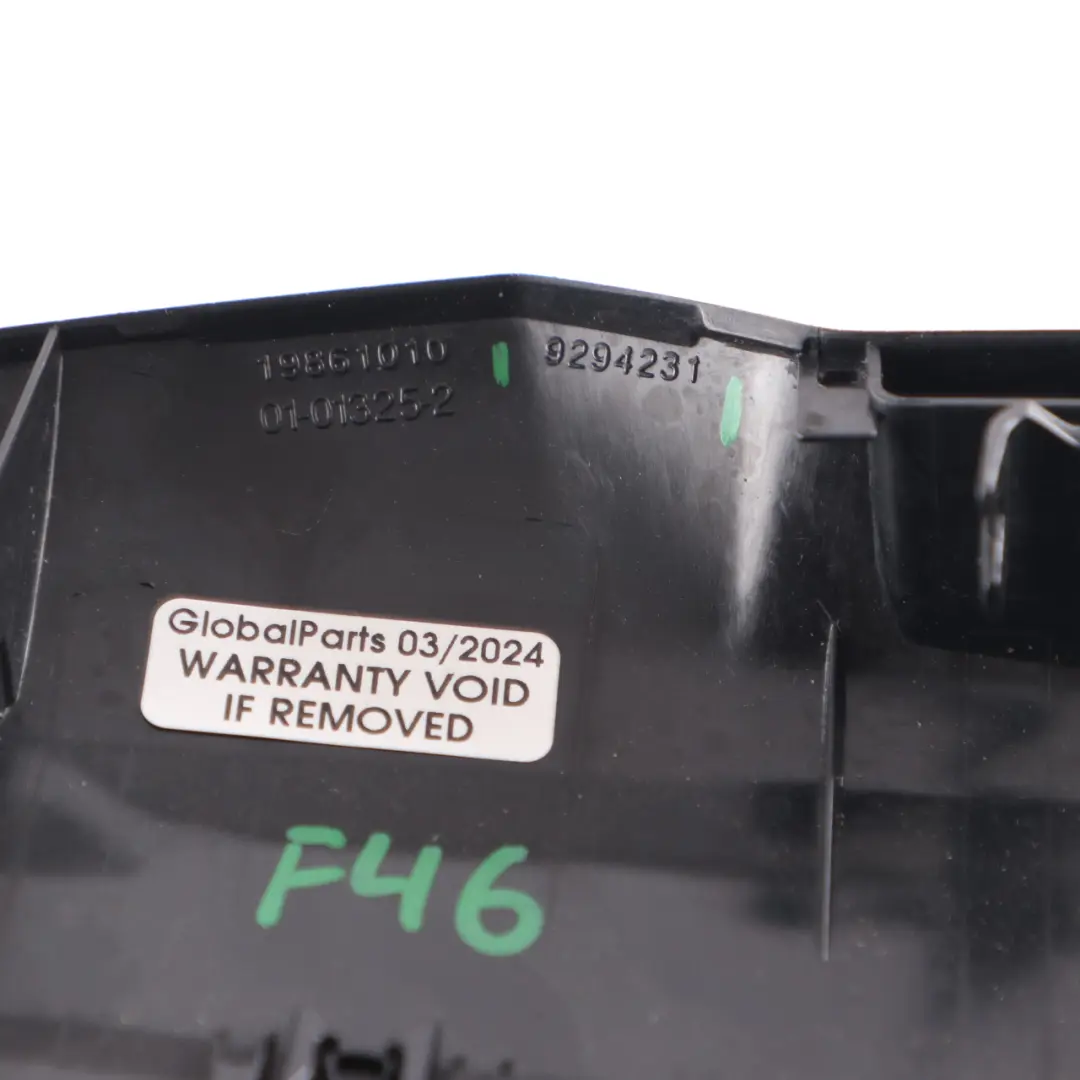 19861010
9294231
01-01325-2
GlobalParts 03/2024
WARRANTY VOID
IF REMOVED
F46